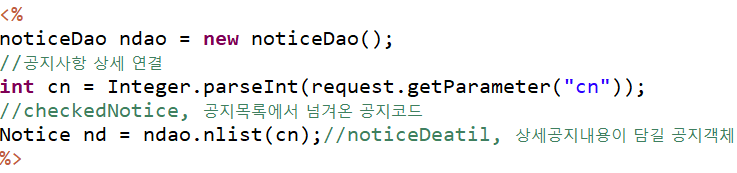 <%
noticeDao ndao = new noticeDao();
//공지사항 상세 연결
int cn = Integer.parseInt(request.getParameter("cn"));
//checkedNotice, 공지목록에서 넘겨온 공지코드
Notice nd = ndao.nlist(cn);//noticeDeatil, 상세공지내용이 담길 공지객체
%>